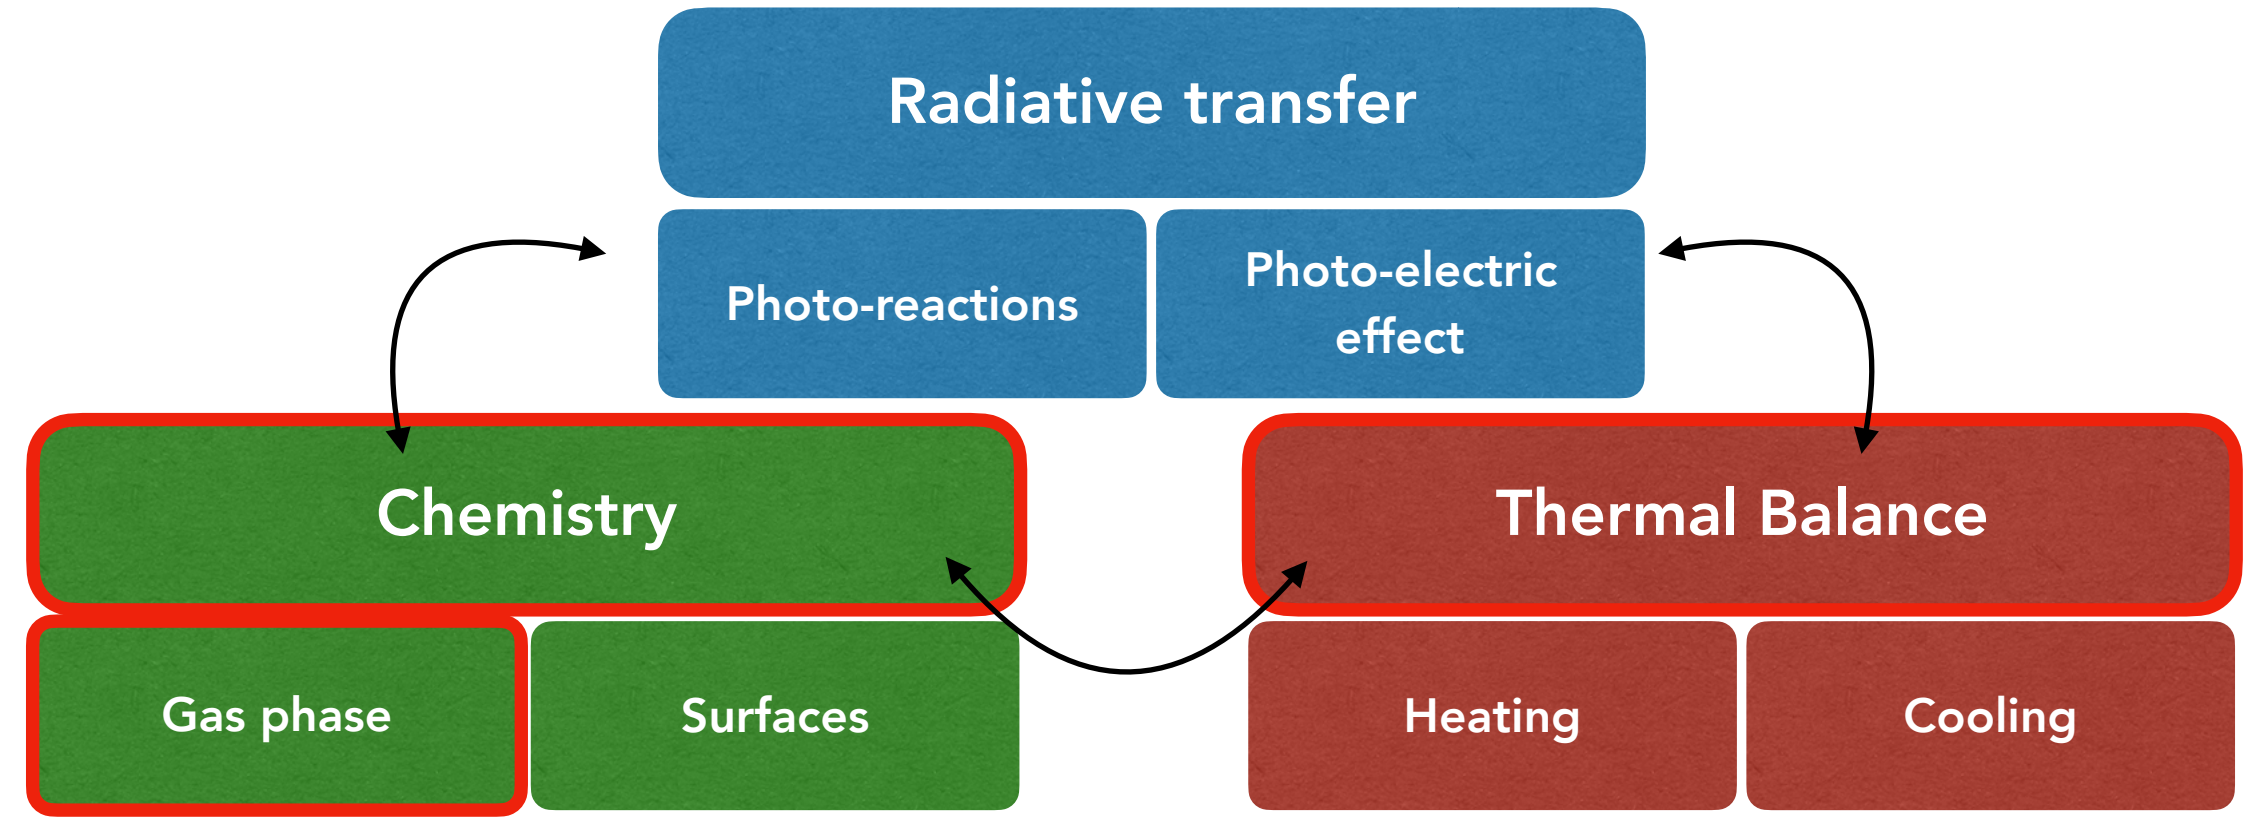 Radiative transfer
Photo-reactions
Photo-electric
effect
Chemistry
Thermal Balance
Gas phase
Surfaces
Heating
Cooling